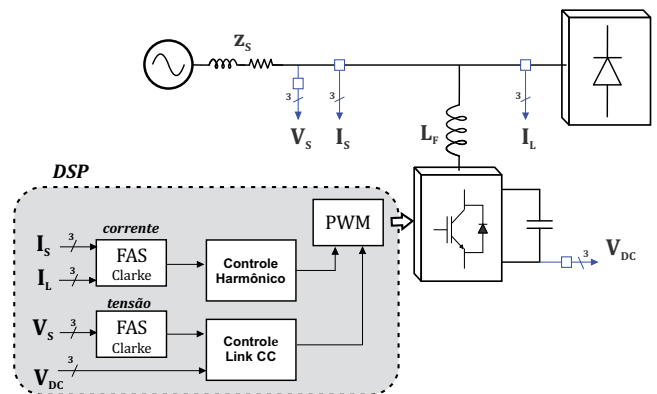 Z_S
3
3
3
V_S
I_S
I_L
L_F
DSP
PWM
corrente
I_S
3
FAS
Clarke
Controle
Harmônico
I_L
3
3
V_DC
tensão
V_S
3
FAS
Clarke
Controle
Link CC
V_DC
3